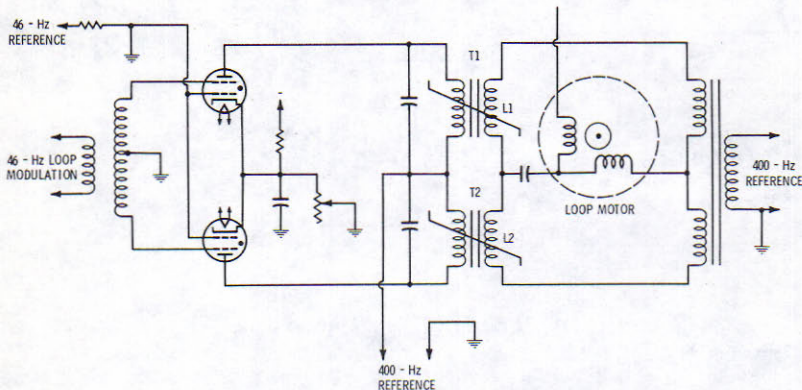 46 - Hz
REFERENCE
T1
L1
46 - Hz LOOP
MODULATION
400 - Hz
REFERENCE
T2
LOOP MOTOR
L2
400 - Hz
REFERENCE